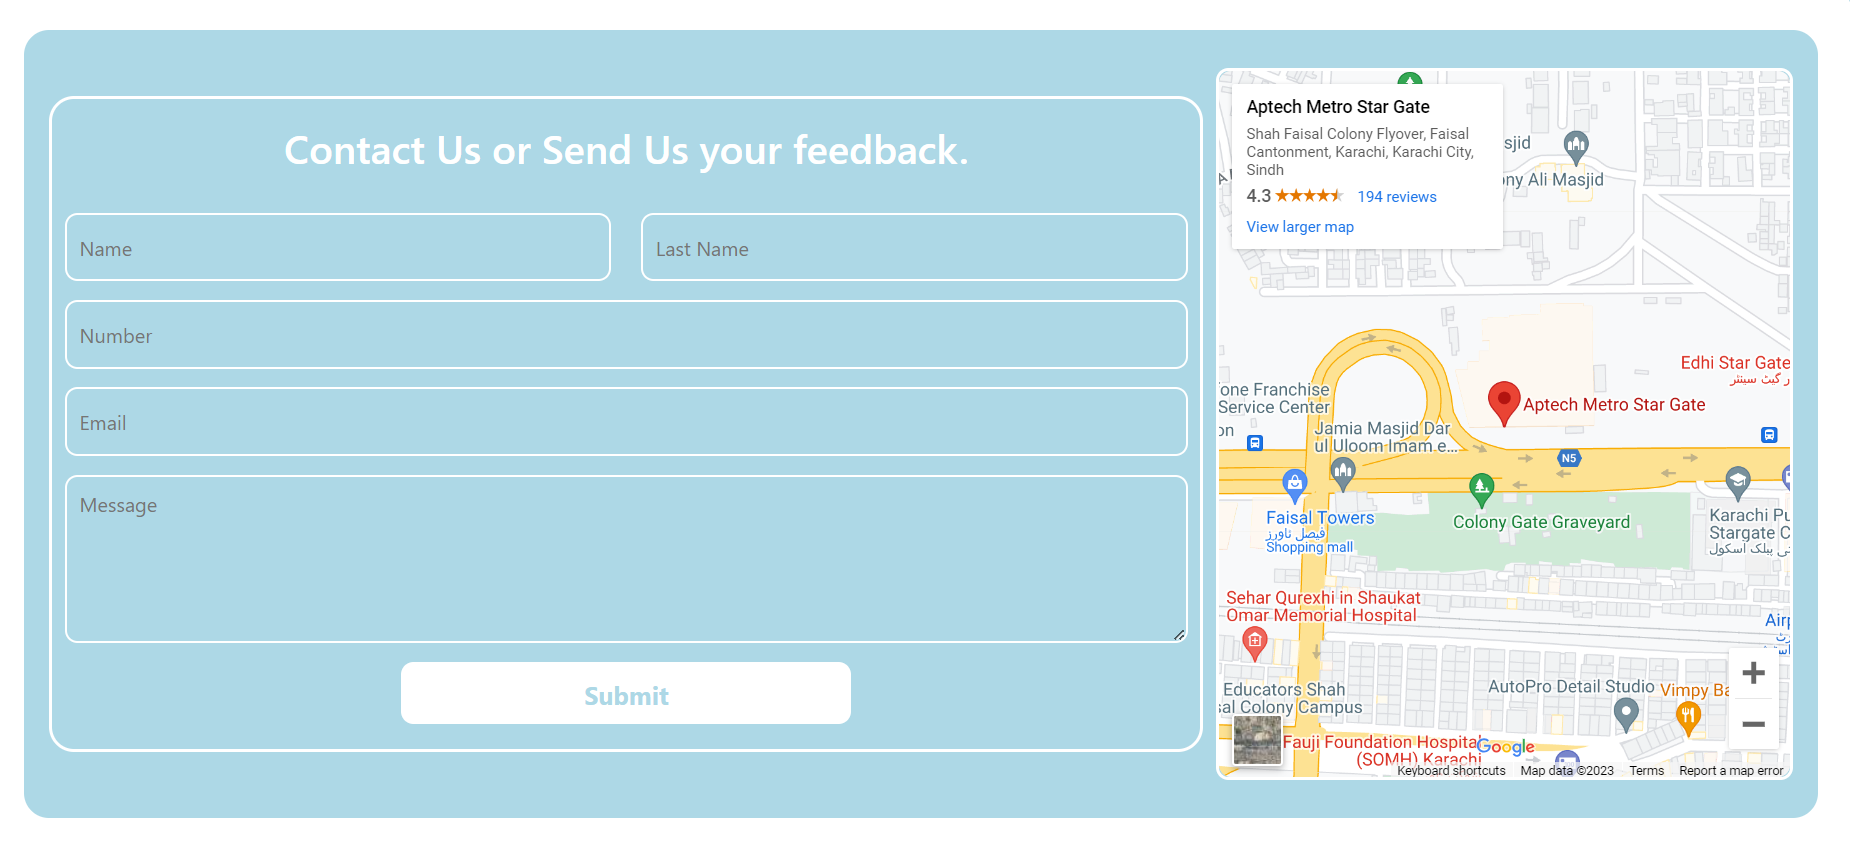 Contact Us or Send Us your feedback.
Name
Last Name
Number
Email
Message
Submit
Aptech Metro Star Gate
Shah Faisal Colony Flyover, Faisal
Cantonment, Karachi, Karachi City,
Sindh
4.3 194 reviews
View larger map
sjid
ony Ali Masjid
Edhi Star Gate
ر گیٹ سینٹر
one Franchise
Service Center
on
Aptech Metro Star Gate
Jamia Masjid Dar
ul Uloom Imam e...
N5
Faisal Towers
فیصل ٹاورز
Shopping mall
Colony Gate Graveyard
Karachi Pu
Stargate C
ی پبلک اسکول
Sehar Qurexhi in Shaukat
Omar Memorial Hospital
Airp
Educators Shah
sal Colony Campus
AutoPro Detail Studio
Vimpy Ba
Fauji Foundation Hospital
(SOMH) Karachi
Google
Keyboard shortcuts Map data ©2023 Terms Report a map error